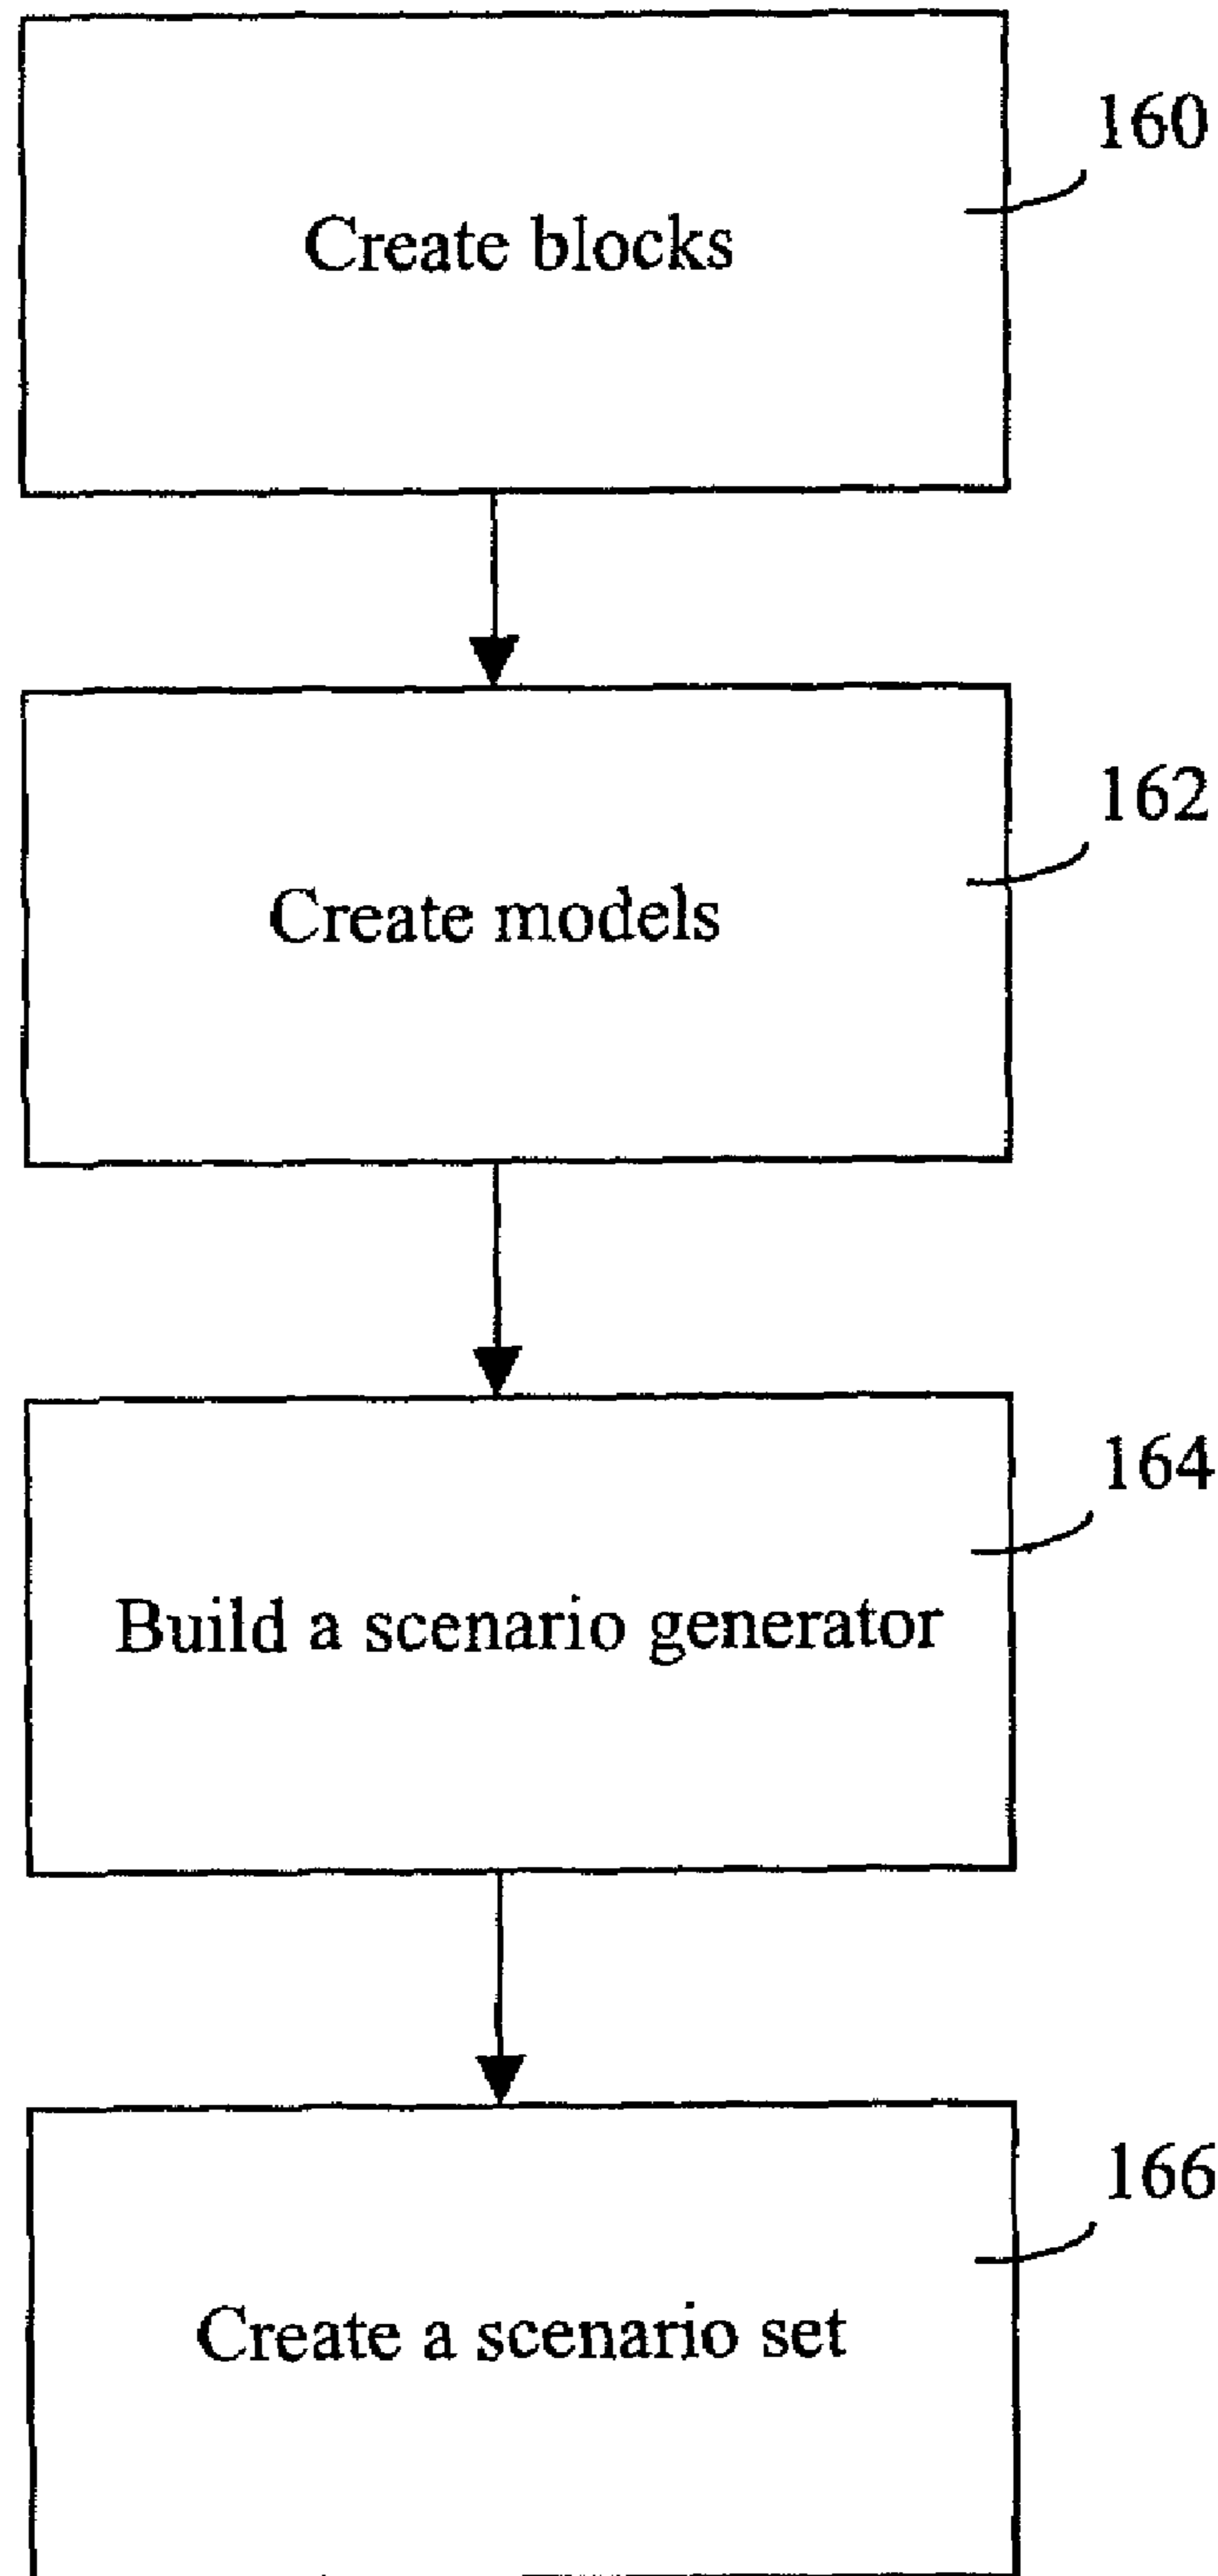 160
Create blocks
162
Create models
164
Build a scenario generator
166
Create a scenario set